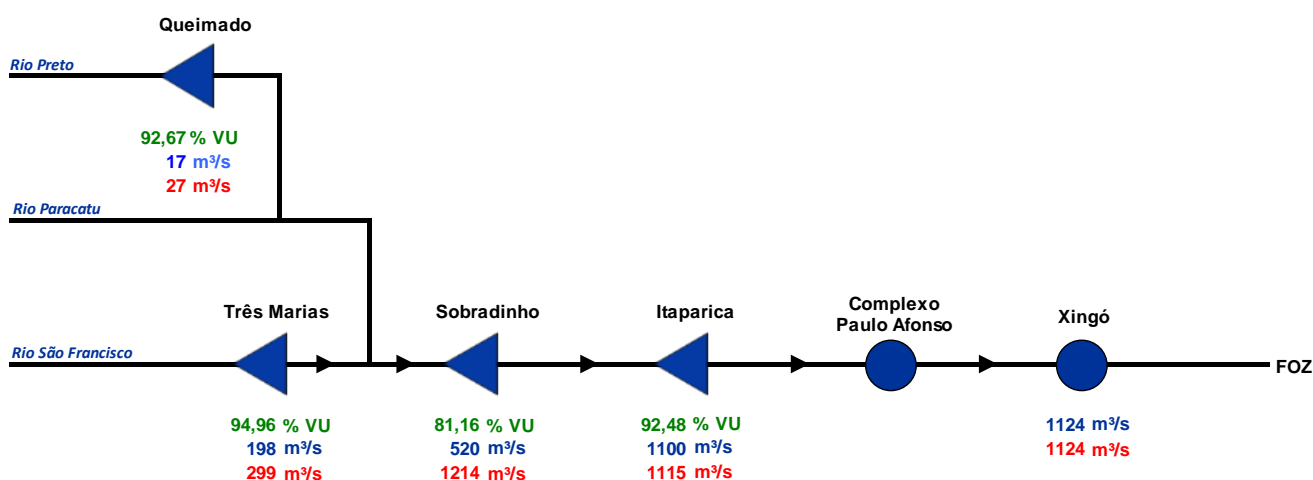 Queimado
Rio Preto
92,67 % VU
17 m³/s
27 m³/s
Rio Paracatu
Três Marias
Sobradinho
Itaparica
Complexo
Paulo Afonso
Xingó
Rio São Francisco
FOZ
94,96 % VU
198 m³/s
299 m³/s
81,16 % VU
520 m³/s
1214 m³/s
92,48 % VU
1100 m³/s
1115 m³/s
1124 m³/s
1124 m³/s